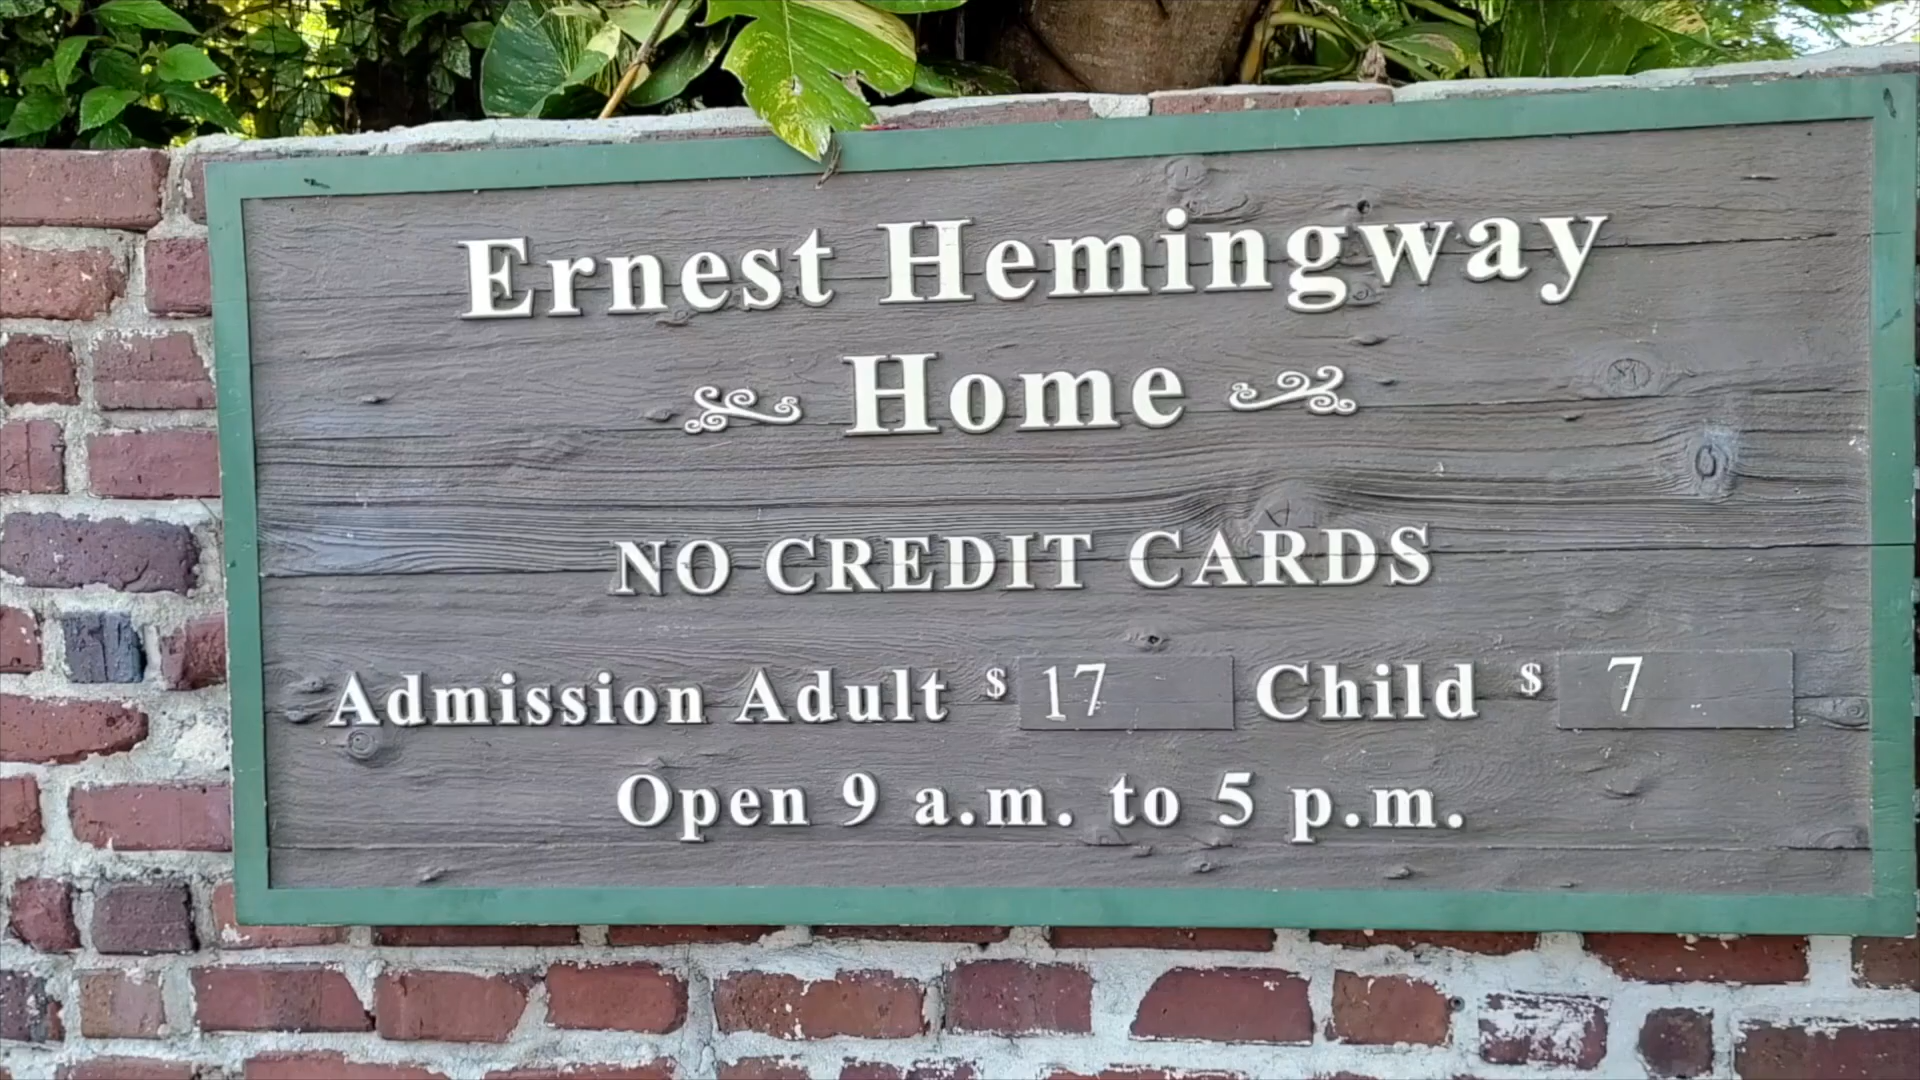 Ernest Hemingway
Home
NO CREDIT CARDS
Admission Adult $ 17 Child $ 7
Open 9 a.m. to 5 p.m.